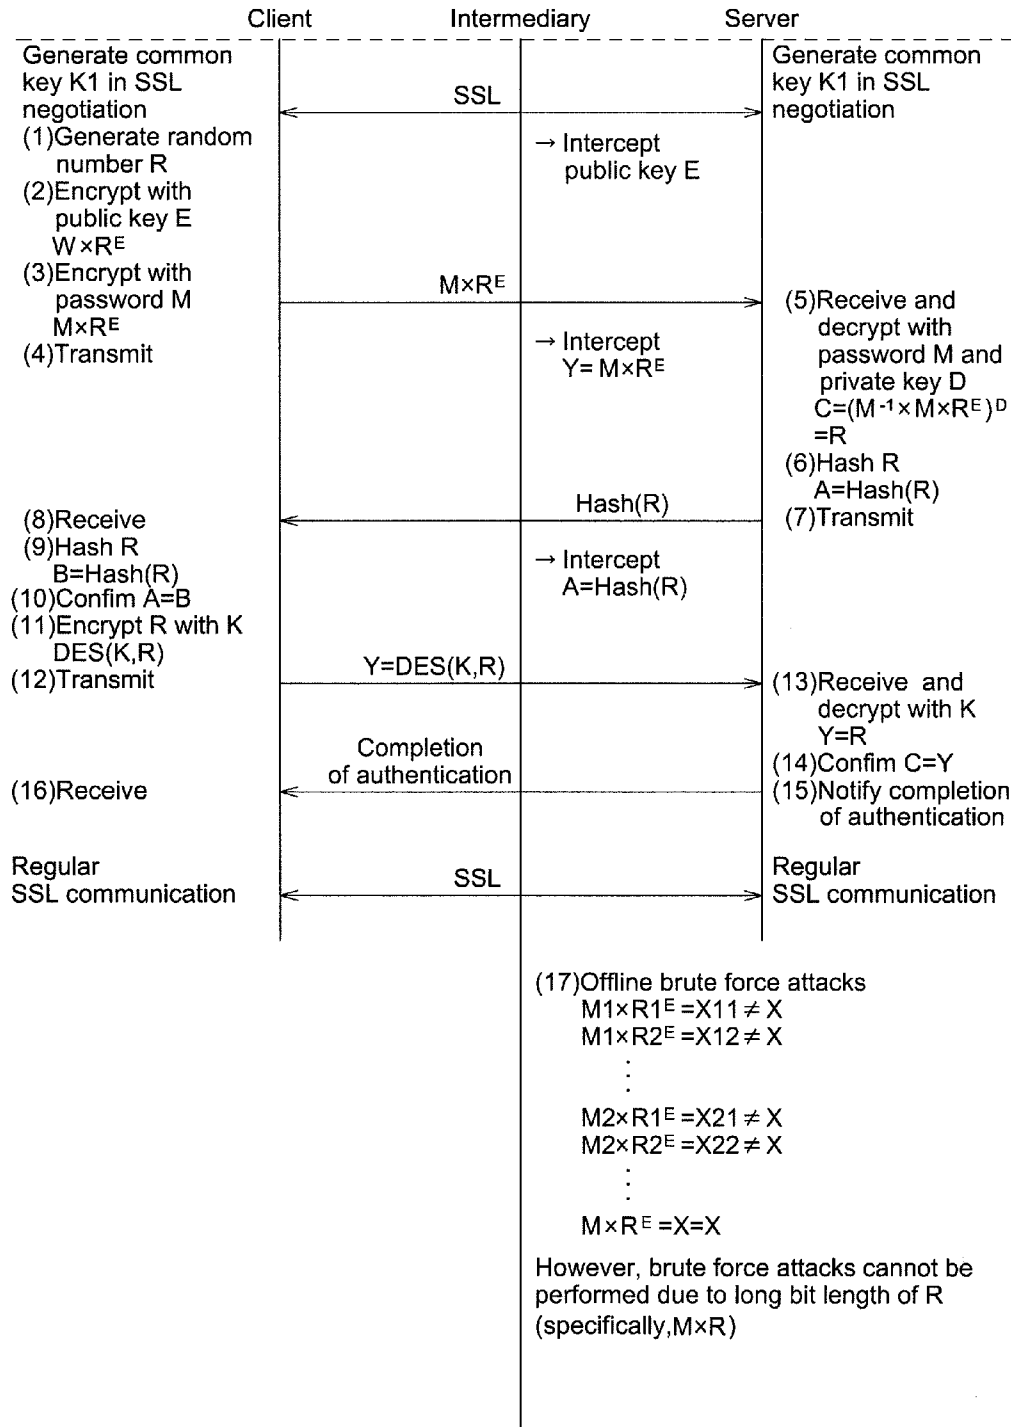 Client Intermediary Server
Generate common
key K1 in SSL
negotiation
Generate common
key K1 in SSL
negotiation
SSL
(1)Generate random
number R
→ Intercept
public key E
(2)Encrypt with
public key E
W×R^E
(3)Encrypt with
password M
M×R^E
(4)Transmit
M×R^E
→ Intercept
Y= M×R^E
(5)Receive and
decrypt with
password M and
private key D
C=(M^-1×M×R^E)^D
=R
(6)Hash R
A=Hash(R)
(7)Transmit
Hash(R)
(8)Receive
(9)Hash R
B=Hash(R)
→ Intercept
A=Hash(R)
(10)Confim A=B
(11)Encrypt R with K
DES(K,R)
(12)Transmit
Y=DES(K,R)
(13)Receive and
decrypt with K
Y=R
(14)Confim C=Y
(15)Notify completion
of authentication
Completion
of authentication
(16)Receive
Regular
SSL communication
SSL
Regular
SSL communication
(17)Offline brute force attacks
M1×R1^E =X11 ≠ X
M1×R2^E =X12 ≠ X
⋮
M2×R1^E =X21 ≠ X
M2×R2^E =X22 ≠ X
⋮
M×R^E =X=X
However, brute force attacks cannot be
performed due to long bit length of R
(specifically,M×R)